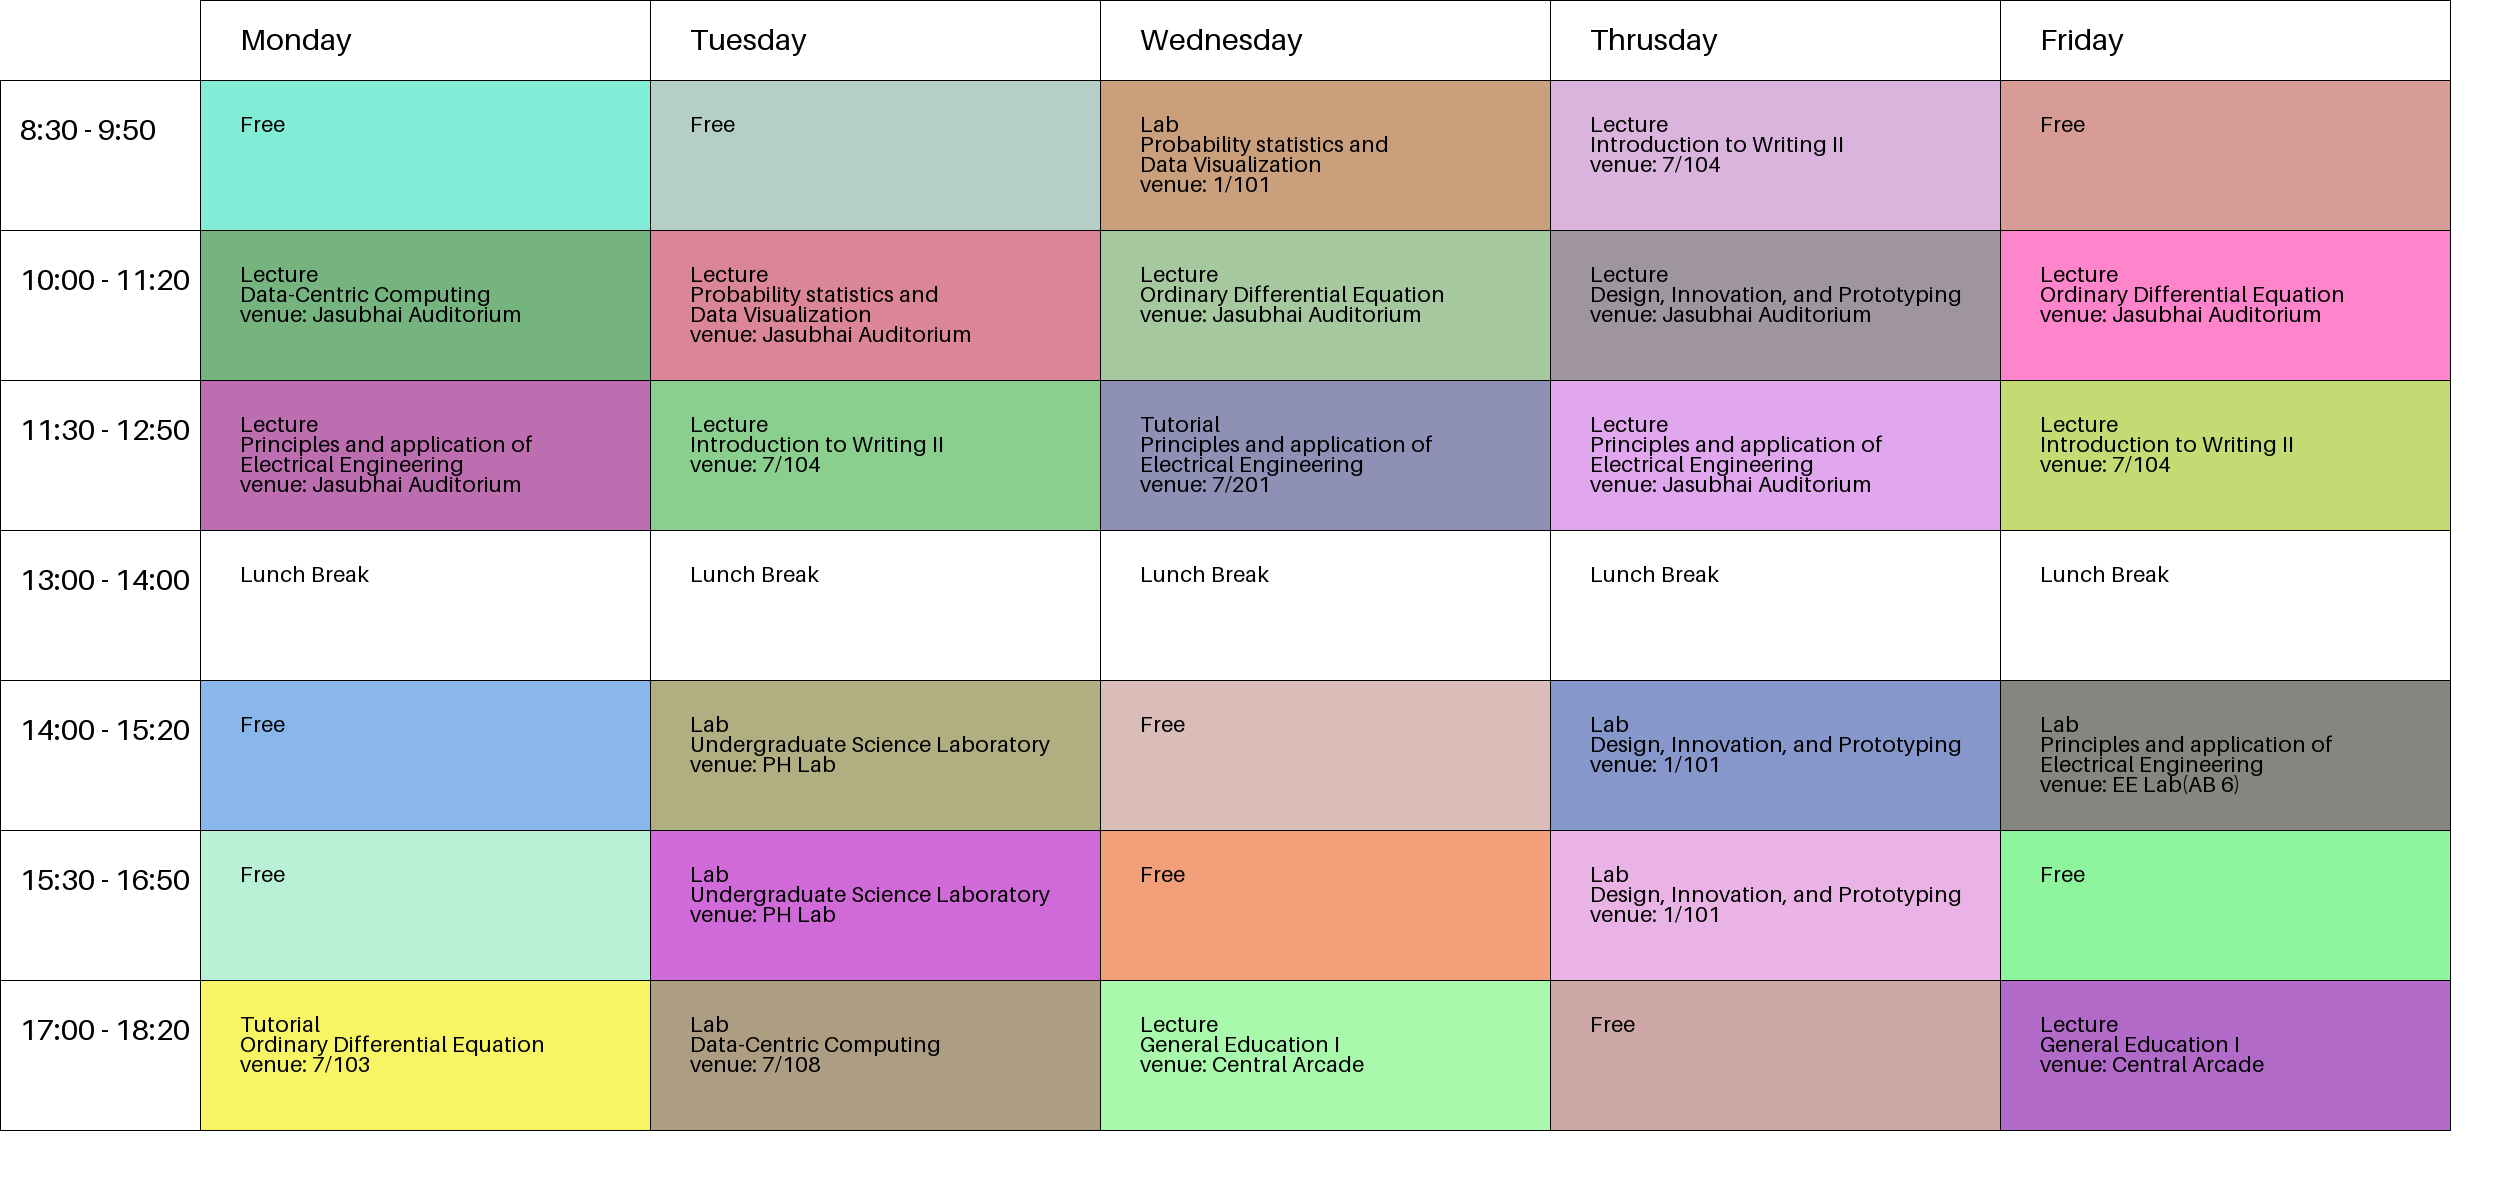 Monday
Tuesday
Wednesday
Thrusday
Friday
8:30 - 9:50
Free
Free
Lab
Probability statistics and
Data Visualization
venue: 1/101
Lecture
Introduction to Writing II
venue: 7/104
Free
10:00 - 11:20
Lecture
Data-Centric Computing
venue: Jasubhai Auditorium
Lecture
Probability statistics and
Data Visualization
venue: Jasubhai Auditorium
Lecture
Ordinary Differential Equation
venue: Jasubhai Auditorium
Lecture
Design, Innovation, and Prototyping
venue: Jasubhai Auditorium
Lecture
Ordinary Differential Equation
venue: Jasubhai Auditorium
11:30 - 12:50
Lecture
Principles and application of
Electrical Engineering
venue: Jasubhai Auditorium
Lecture
Introduction to Writing II
venue: 7/104
Tutorial
Principles and application of
Electrical Engineering
venue: 7/201
Lecture
Principles and application of
Electrical Engineering
venue: Jasubhai Auditorium
Lecture
Introduction to Writing II
venue: 7/104
13:00 - 14:00
Lunch Break
Lunch Break
Lunch Break
Lunch Break
Lunch Break
14:00 - 15:20
Free
Lab
Undergraduate Science Laboratory
venue: PH Lab
Free
Lab
Design, Innovation, and Prototyping
venue: 1/101
Lab
Principles and application of
Electrical Engineering
venue: EE Lab(AB 6)
15:30 - 16:50
Free
Lab
Undergraduate Science Laboratory
venue: PH Lab
Free
Lab
Design, Innovation, and Prototyping
venue: 1/101
Free
17:00 - 18:20
Tutorial
Ordinary Differential Equation
venue: 7/103
Lab
Data-Centric Computing
venue: 7/108
Lecture
General Education I
venue: Central Arcade
Free
Lecture
General Education I
venue: Central Arcade